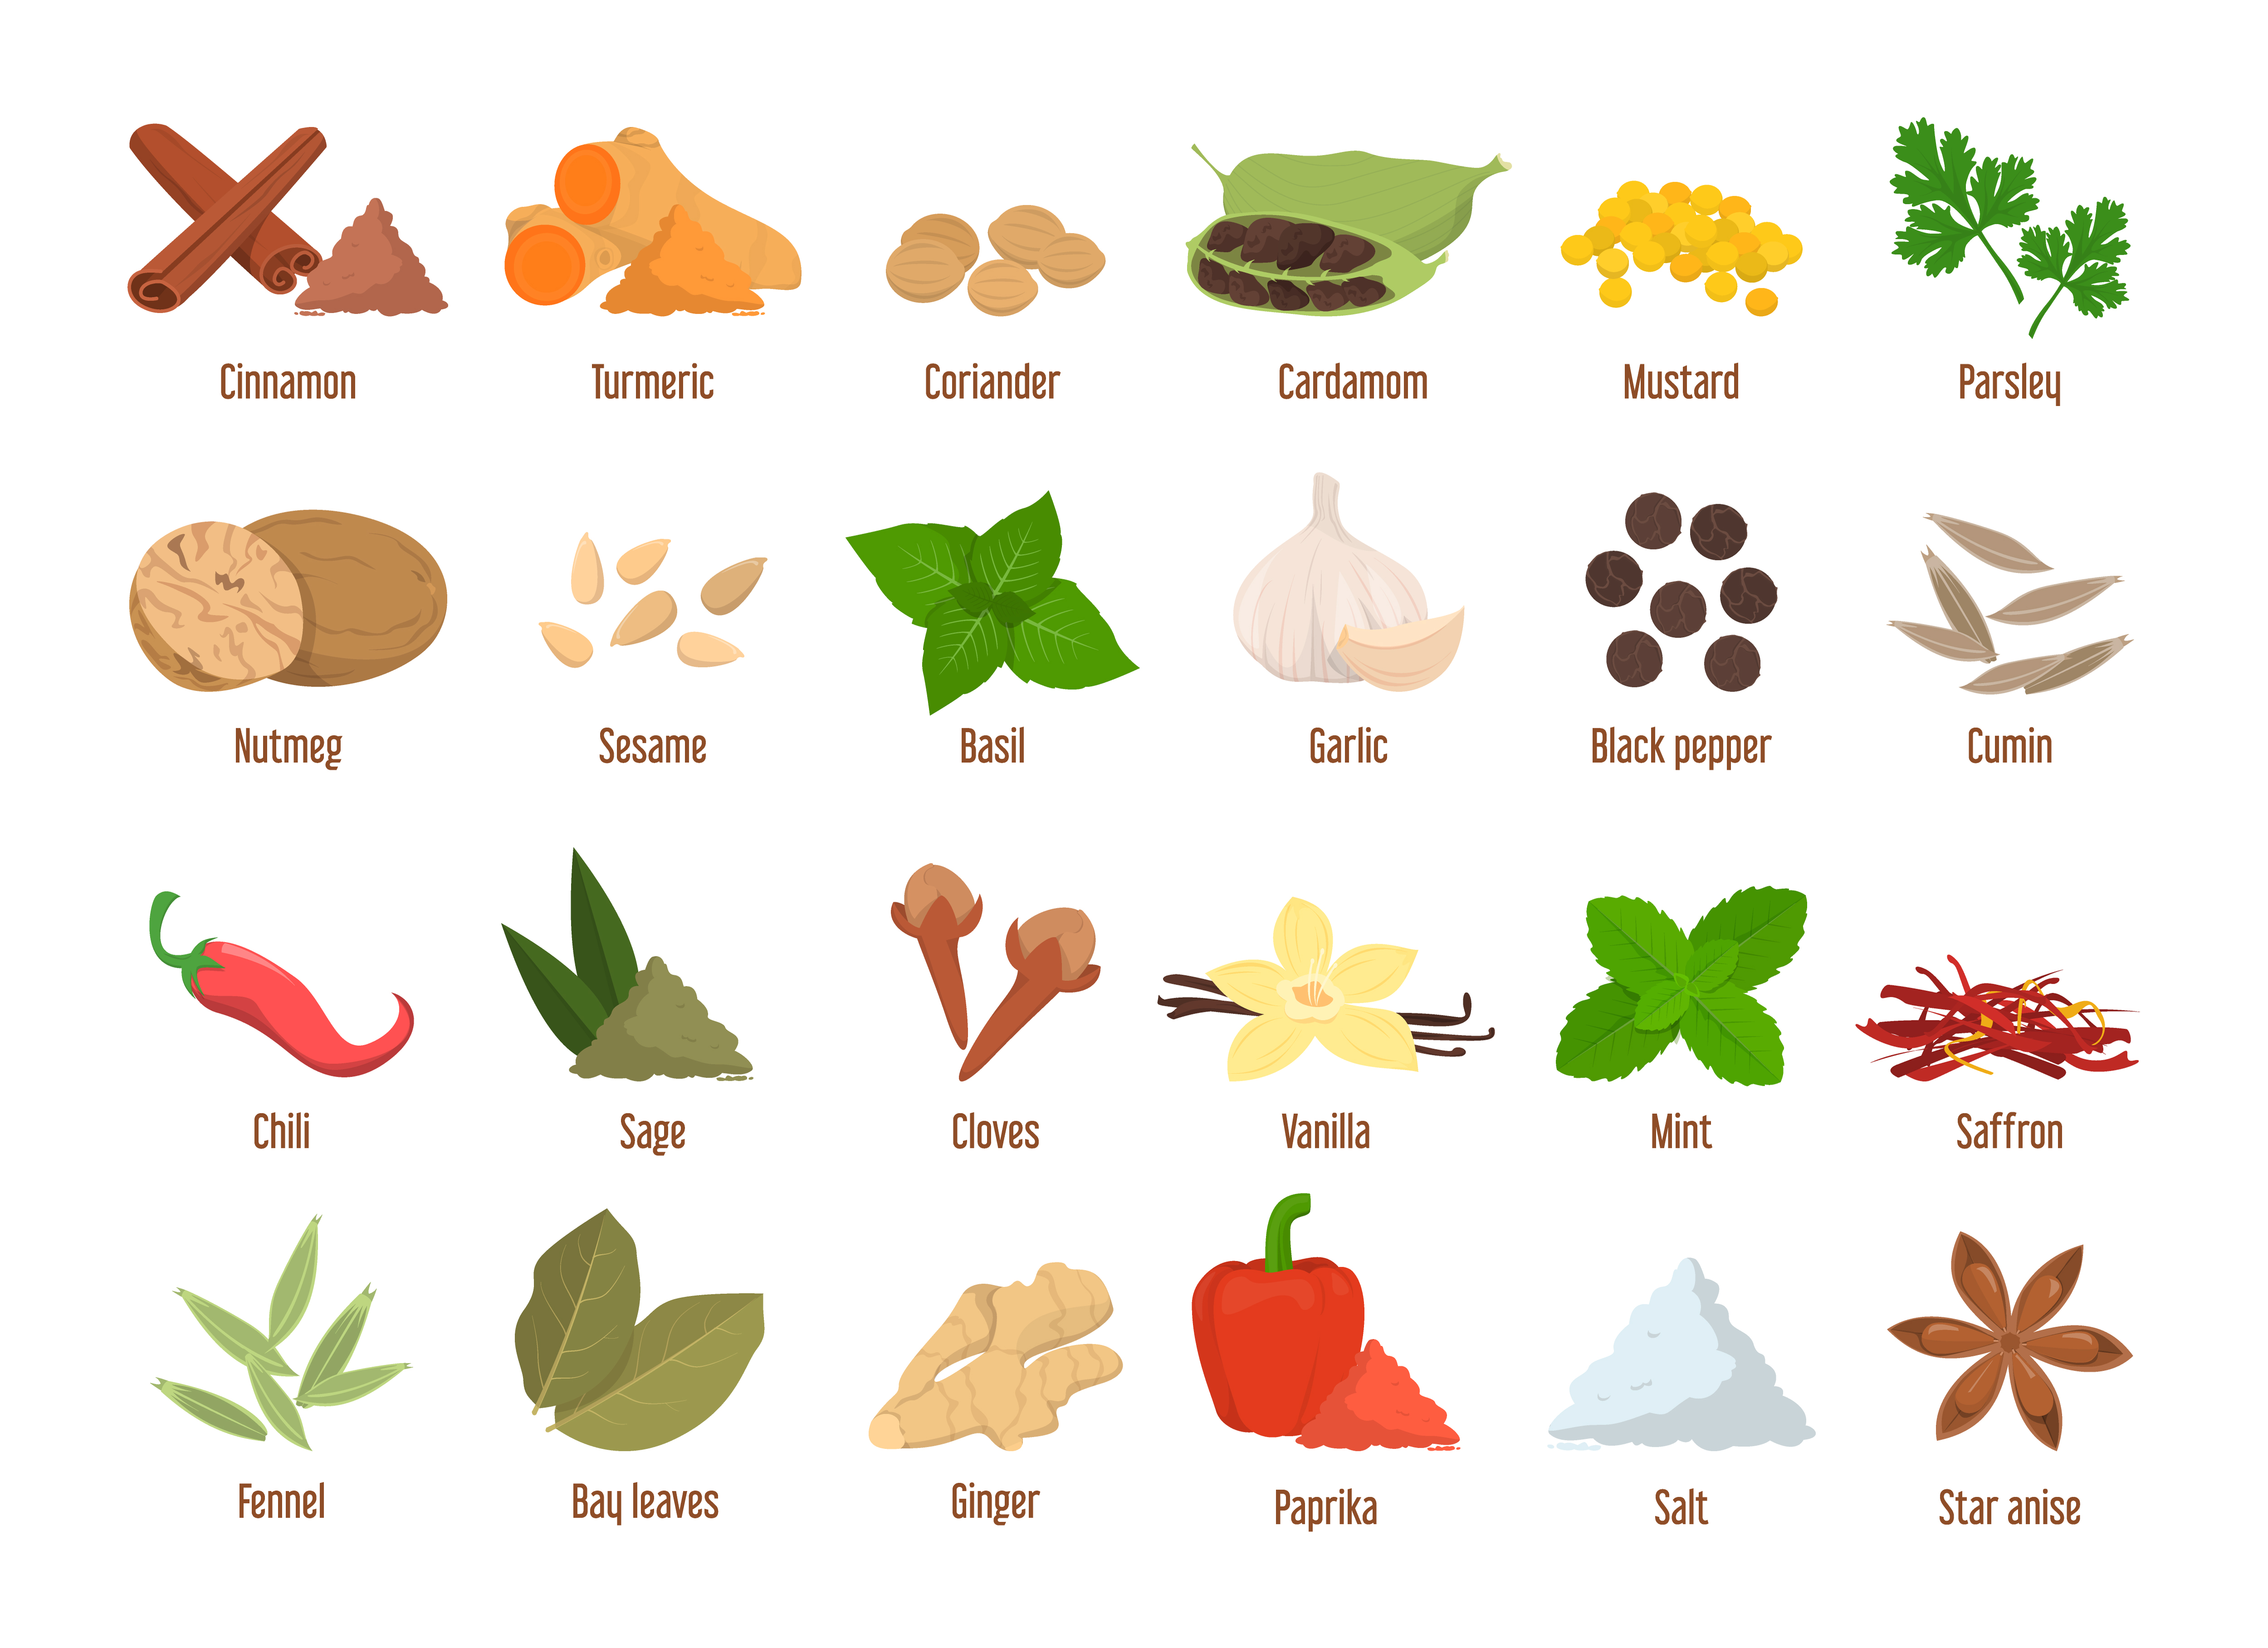 Cinnamon
Turmeric
Coriander
Cardamom
Mustard
Parsley
Nutmeg
Sesame
Basil
Garlic
Black pepper
Cumin
Chili
Sage
Cloves
Vanilla
Mint
Saffron
Fennel
Bay leaves
Ginger
Paprika
Salt
Star anise